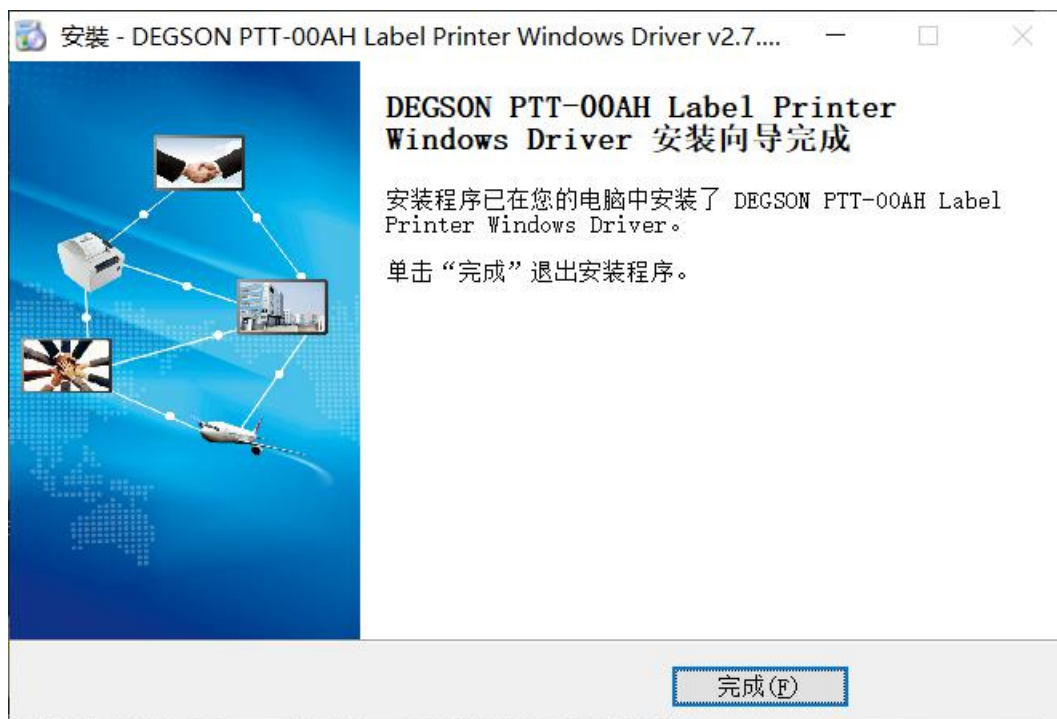 安裝 - DEGSON PTT-00AH Label Printer Windows Driver v2.7....
DEGSON PTT-00AH Label Printer
Windows Driver 安装向导完成
安装程序已在您的电脑中安装了 DEGSON PTT-00AH Label
Printer Windows Driver。
单击“完成”退出安装程序。
完成(F)